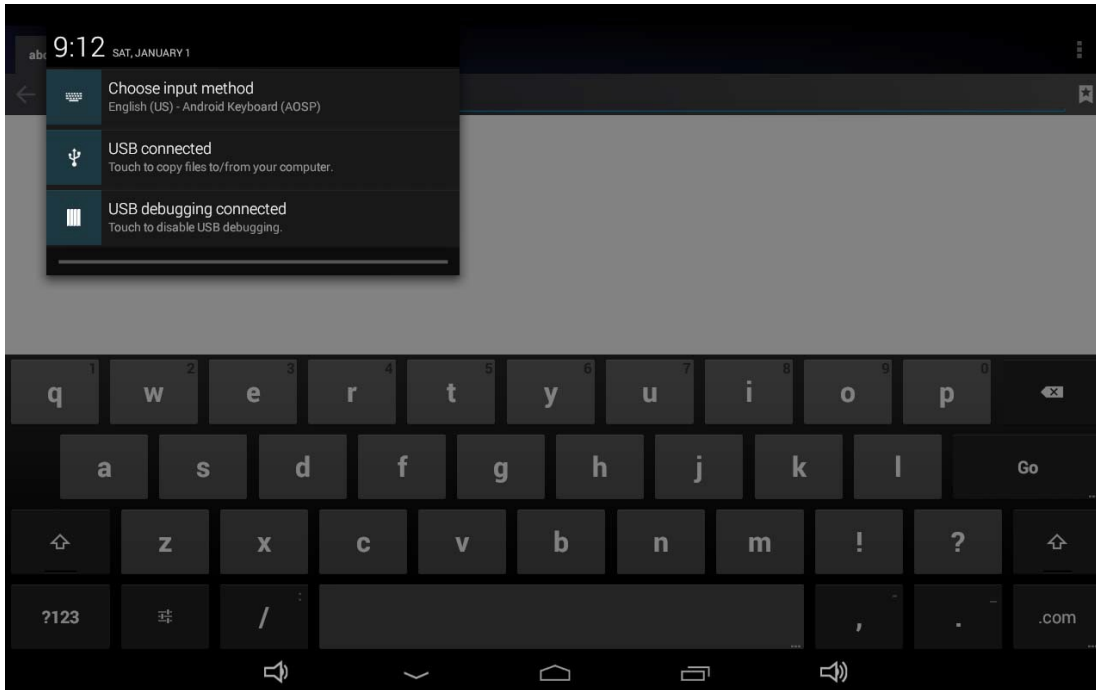 abc
9:12 SAT, JANUARY 1
Choose input method
English (US) - Android Keyboard (AOSP)
USB connected
Touch to copy files to/from your computer.
USB debugging connected
Touch to disable USB debugging.
1 2 3 4 5 6 7 8 9 0
q w e r t y u i o p
a s d f g h j k l Go
z x c v b n m ! ?
?123 / : , - . _ .com